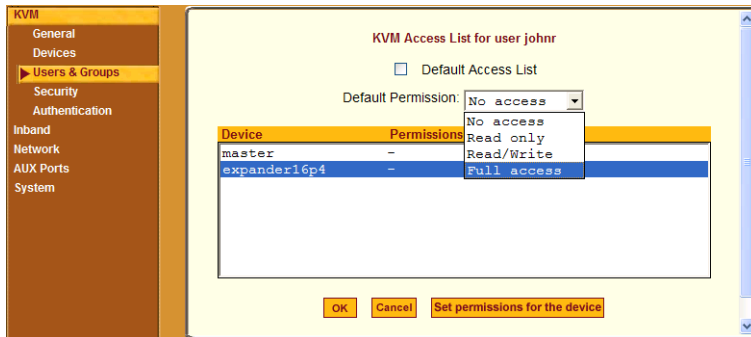 KVM
General
Devices
Users & Groups
Security
Authentication
Inband
Network
AUX Ports
System
KVM Access List for user johnr
Default Access List
Default Permission: No access
No access
Read only
Read/Write
Full access
Device Permissions
master -
expander16p4 -
OK Cancel Set permissions for the device